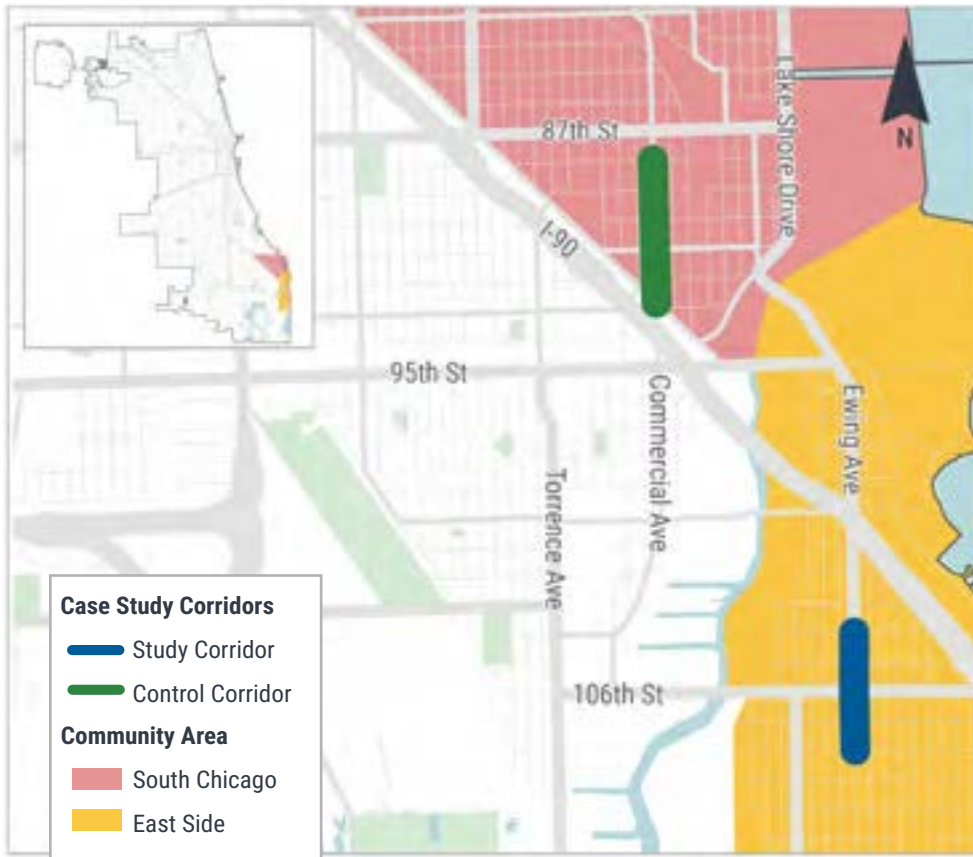 87th St
Lake Shore Drive
N
I-90
95th St
Commercial Ave
Ewing Ave
Torrence Ave
106th St
Case Study Corridors
Study Corridor
Control Corridor
Community Area
South Chicago
East Side